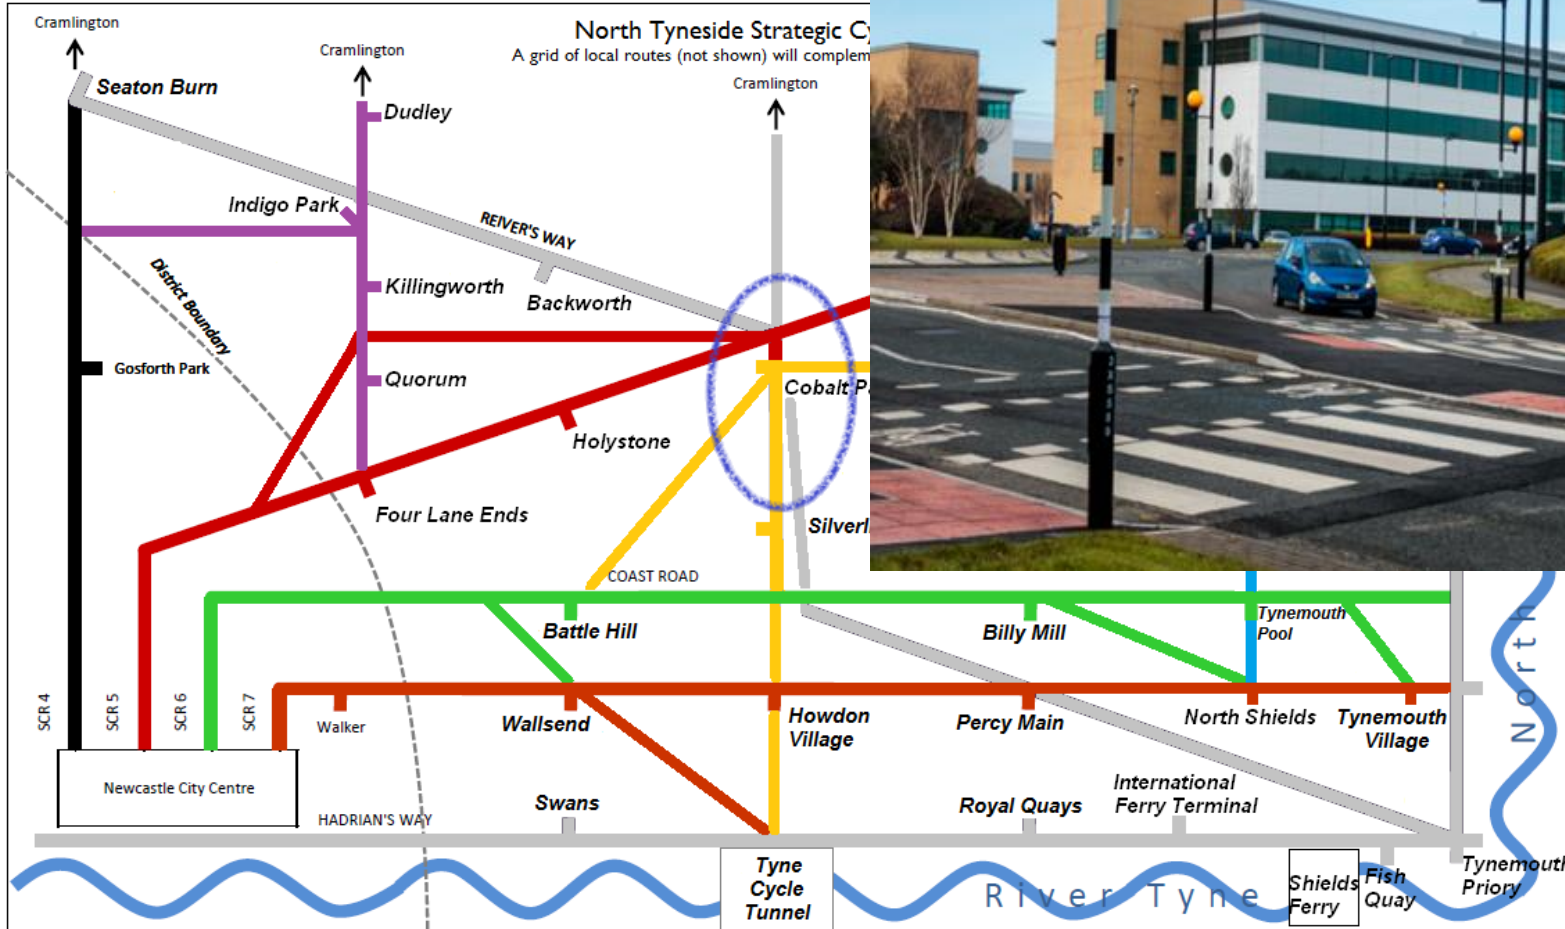 Cramlington
North Tyneside Strategic
A grid of local routes (not shown) will
Cramlington
Cramlington
Seaton Burn
Dudley
Indigo Park
REIVER'S WAY
District Boundary
Killingworth
Backworth
Gosforth Park
Quorum
Cobalt
Holystone
Four Lane Ends
COAST ROAD
Battle Hill
Billy Mill
Tynemouth
Pool
North
SCR 4
SCR 5
SCR 6
SCR 7
Walker
Wallsend
Howdon
Village
Percy Main
North Shields
Tynemouth
Village
Newcastle City Centre
Swans
Royal Quays
International
Ferry Terminal
HADRIAN'S WAY
Tyne
Cycle
Tunnel
River Tyne
Shields
Ferry
Fish
Quay
Tynemouth
Priory